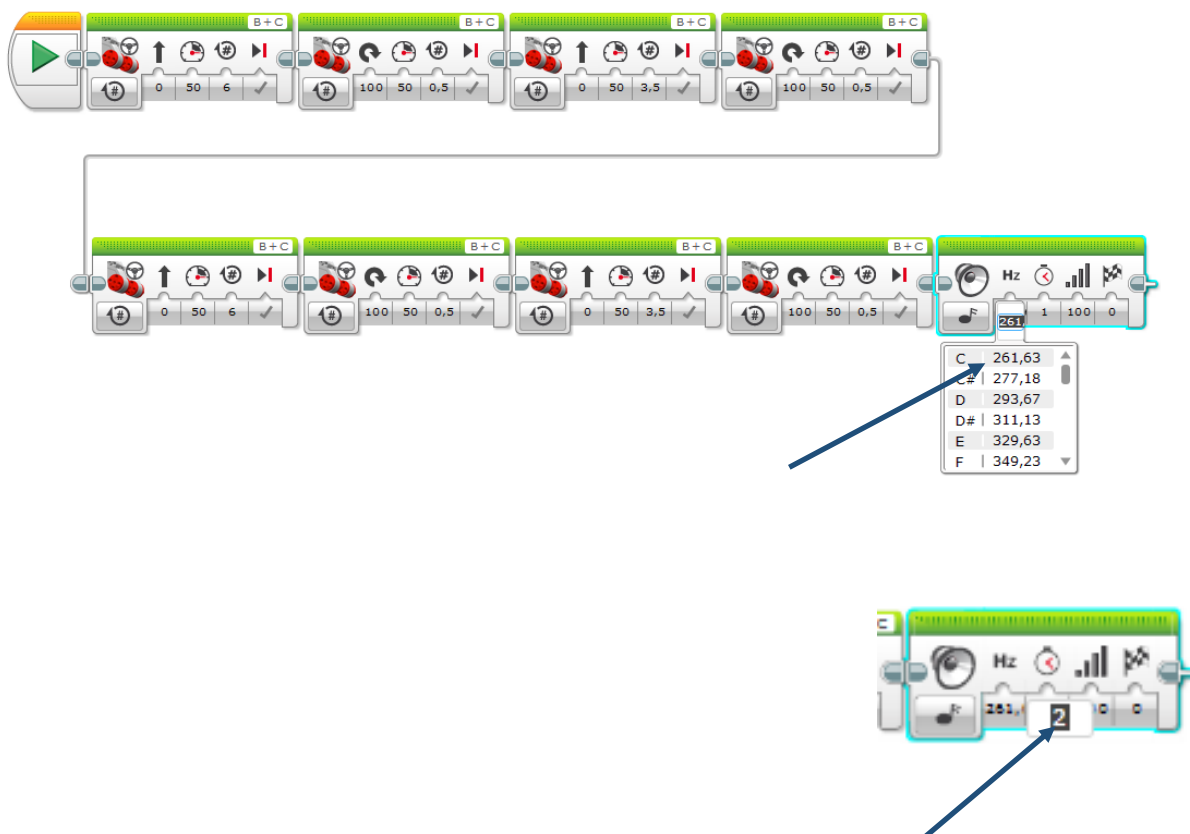 B+C B+C B+C B+C
# # # #
# 0 50 6 # 100 50 0,5 # 0 50 3,5 # 100 50 0,5
B+C B+C B+C B+C
# # # # Hz
# 0 50 6 # 100 50 0,5 # 0 50 3,5 # 100 50 0,5 261 1 100 0
C 261,63
C# 277,18
D 293,67
D# 311,13
E 329,63
F 349,23
C
Hz
261, 2 0 0